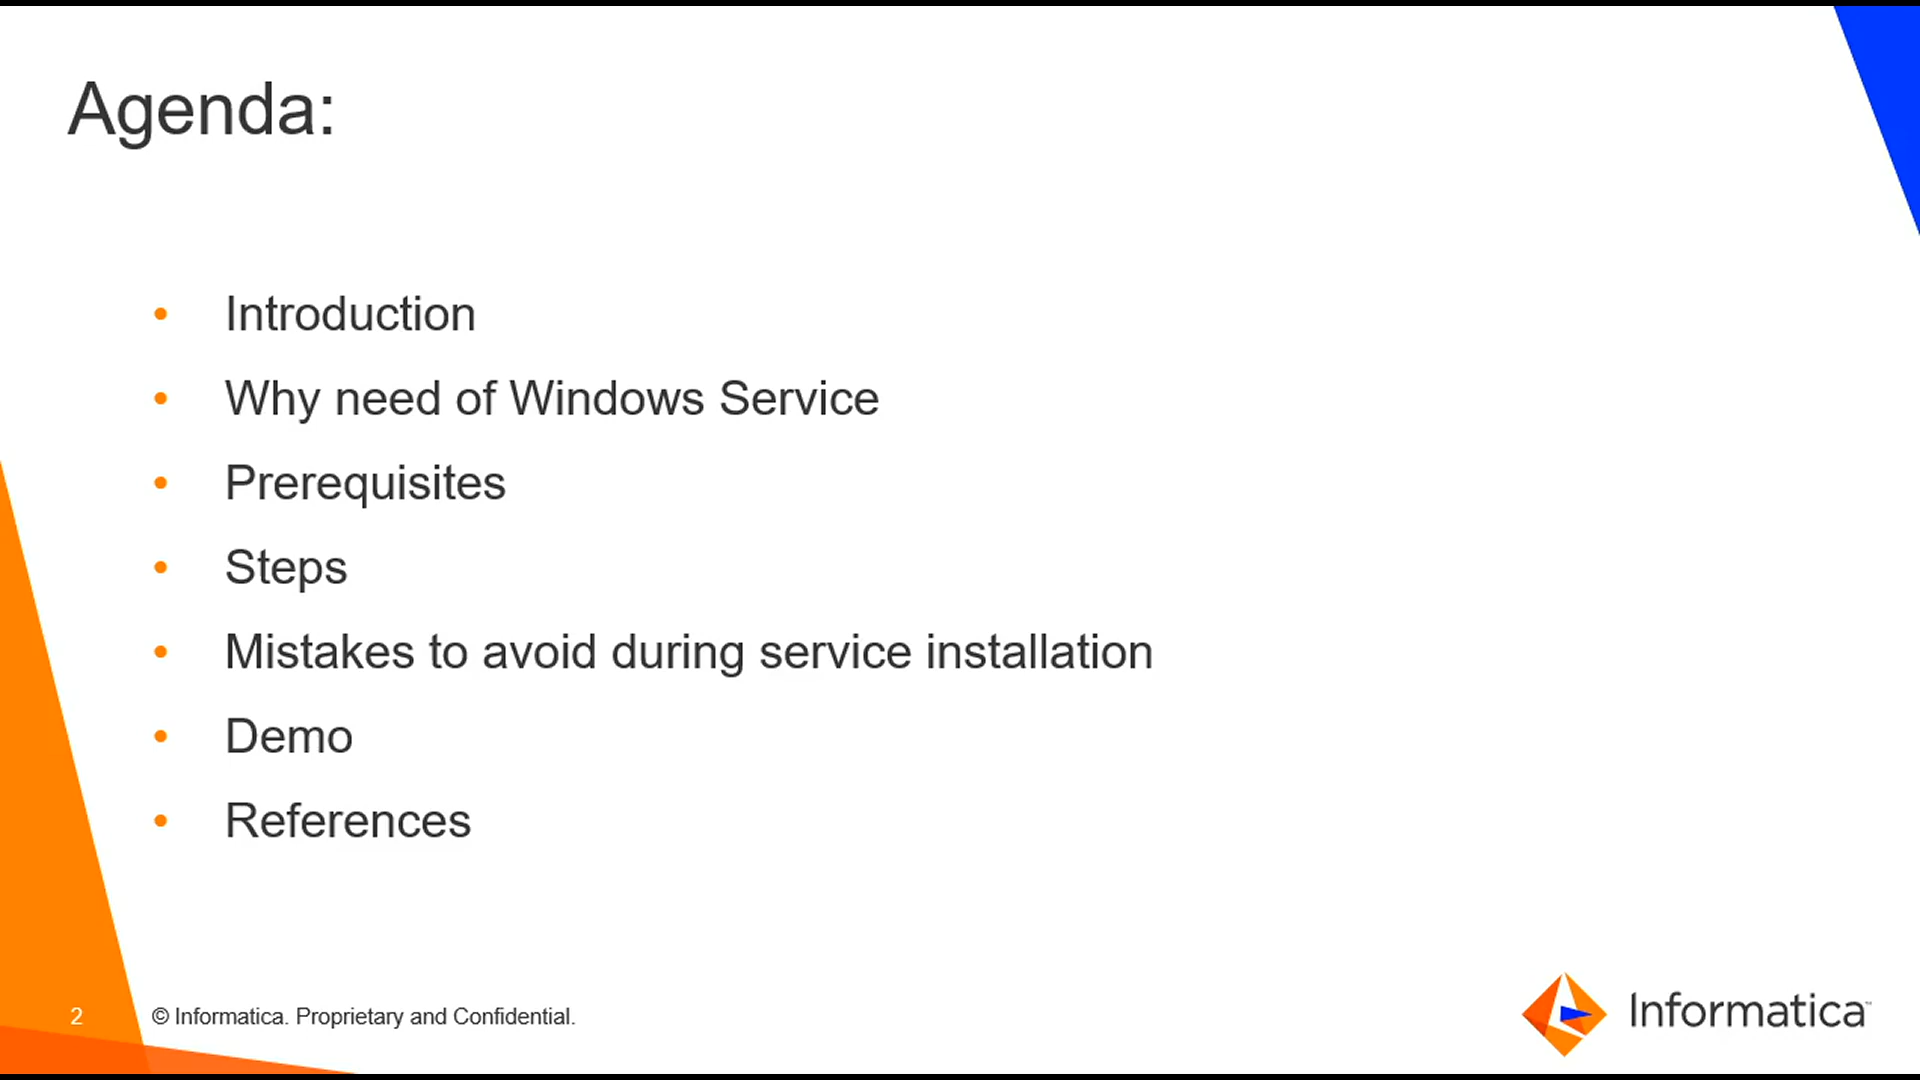 Agenda:
• Introduction
• Why need of Windows Service
• Prerequisites
• Steps
• Mistakes to avoid during service installation
• Demo
• References
2
© Informatica. Proprietary and Confidential.
Informatica™